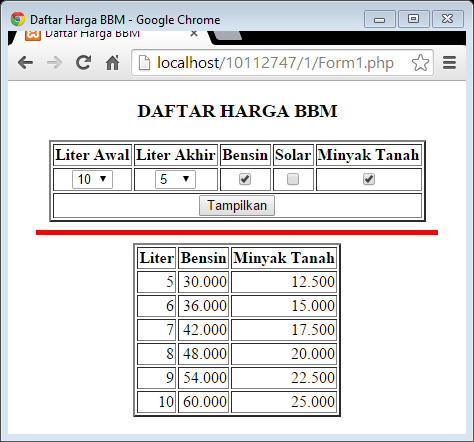 Daftar Harga BBM - Google Chrome
Daftar Harga BBM
localhost/10112747/1/Form1.php
DAFTAR HARGA BBM
Liter Awal Liter Akhir Bensin Solar Minyak Tanah
10 5
Tampilkan
Liter Bensin Minyak Tanah
5 30.000 12.500
6 36.000 15.000
7 42.000 17.500
8 48.000 20.000
9 54.000 22.500
10 60.000 25.000